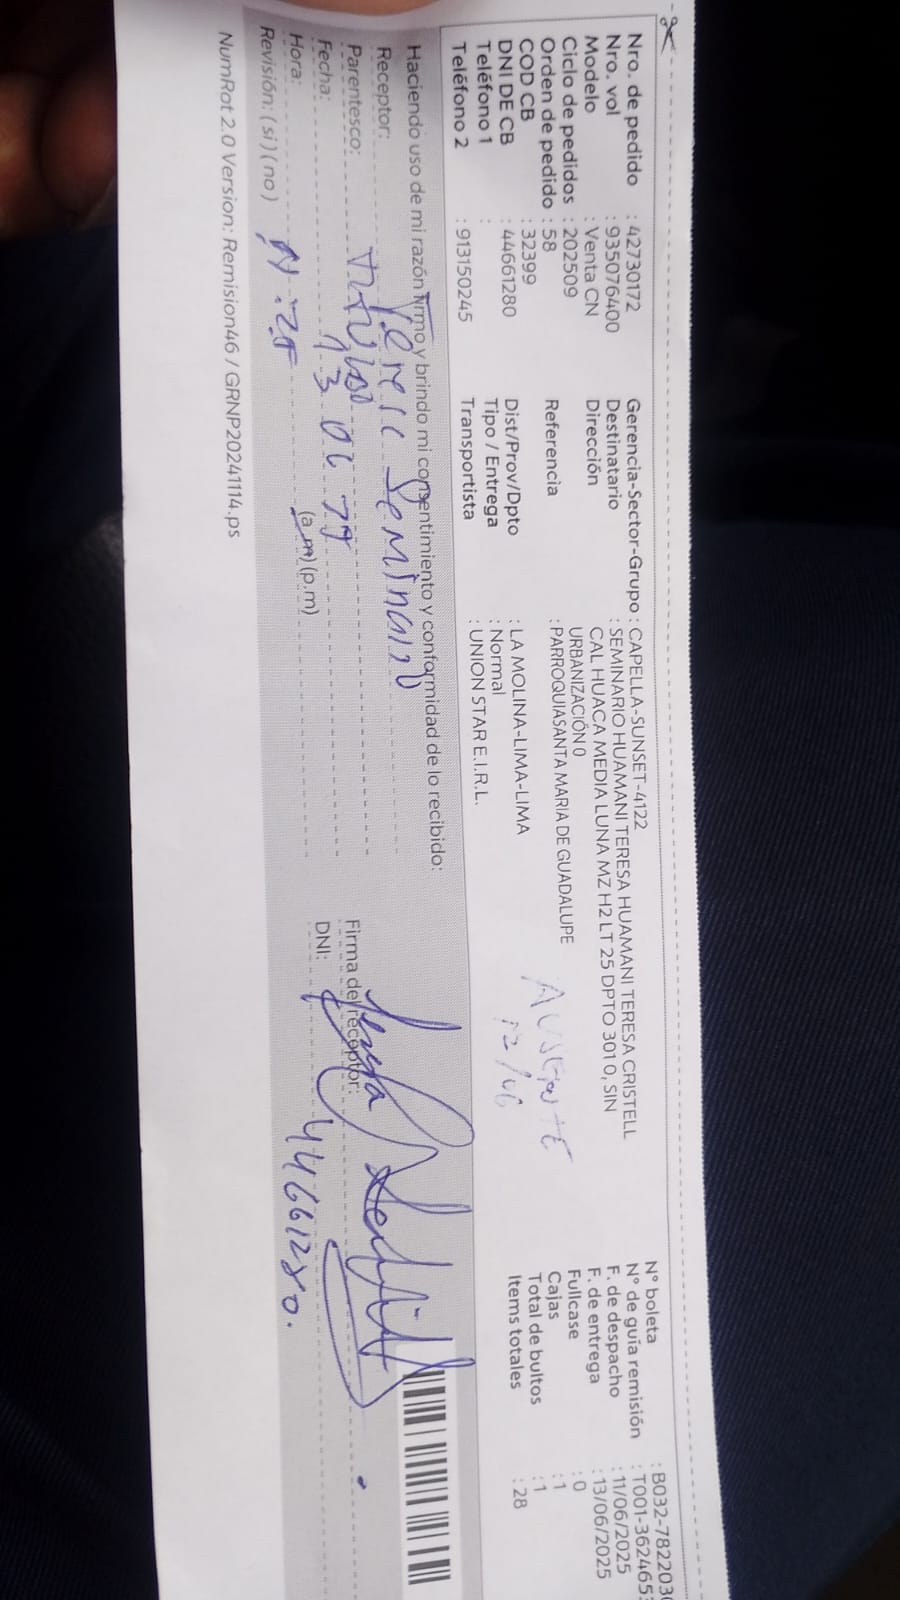 Nro. de pedido : 42730172
Nro. vol : 935076400
Modelo : Venta CN
Ciclo de pedidos : 202509
Orden de pedido : 58
COD CB : 32399
DNI DE CB : 44661280
Teléfono 1 :
Teléfono 2 : 913150245
Gerencia-Sector-Grupo : CAPELLA-SUNSET-4122
Destinatario : SEMINARIO HUAMANI TERESA HUAMANI TERESA CRISTELL
Dirección CAL HUACA MEDIA LUNA MZ H2 LT 25 DPTO 301 0, SIN
URBANIZACIÓN 0
Referencia : PARROQUIASANTA MARIA DE GUADALUPE
Dist/Prov/Dpto : LA MOLINA-LIMA-LIMA
Tipo / Entrega : Normal
Transportista : UNION STAR E.I.R.L.
AUSENTE
12/06
N° boleta : B032-782203
N° de guía remisión : T001-362465
F. de despacho : 11/06/2025
F. de entrega : 13/06/2025
Fullcase : 0
Cajas : 1
Total de bultos : 1
Items totales : 28
Haciendo uso de mi razón firmo y brindo mi consentimiento y conformidad de lo recibido:
Receptor: Seminario
Parentesco:
Fecha: 13 06
Hora: (a.m) (p.m)
Revisión: (si) (no)
Firma del receptor:
DNI: 44661280.
NumRot 2.0 Version: Remision46 / GRNP20241114.ps